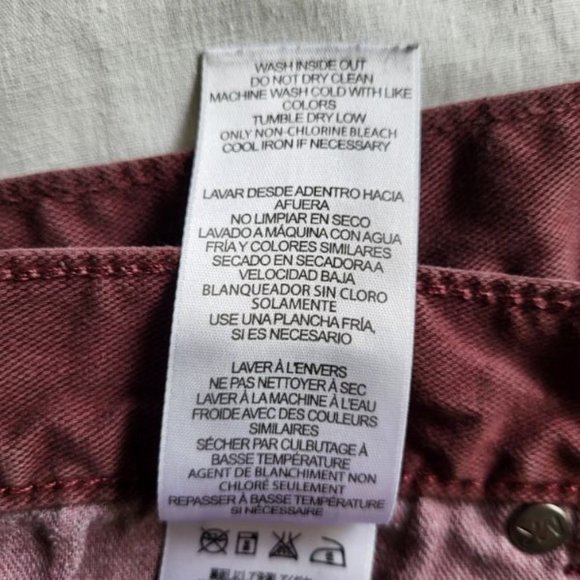 WASH INSIDE OUT
DO NOT DRY CLEAN
MACHINE WASH COLD WITH LIKE
COLORS
TUMBLE DRY LOW
ONLY NON-CHLORINE BLEACH
COOL IRON IF NECESSARY
LAVAR DESDE ADENTRO HACIA
AFUERA
NO LIMPIAR EN SECO
LAVADO A MÁQUINA CON AGUA
FRÍA Y COLORES SIMILARES
SECADO EN SECADORA A
VELOCIDAD BAJA
BLANQUEADOR SIN CLORO
SOLAMENTE
USE UNA PLANCHA FRÍA,
SI ES NECESARIO
LAVER À L'ENVERS
NE PAS NETTOYER À SEC
LAVER À LA MACHINE À L'EAU
FROIDE AVEC DES COULEURS
SIMILAIRES
SÉCHER PAR CULBUTAGE À
BASSE TEMPÉRATURE
AGENT DE BLANCHIMENT NON
CHLORÉ SEULEMENT
REPASSER À BASSE TEMPÉRATURE
SI NÉCESSAIRE